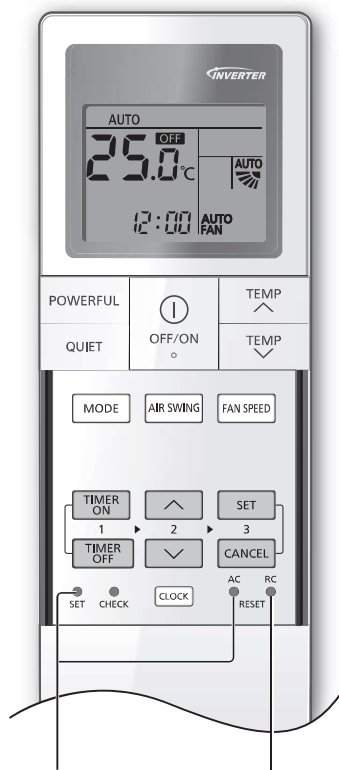 INVERTER
AUTO
OFF
25.0°C
AUTO
12:00
AUTO
FAN
POWERFUL
OFF/ON
TEMP
QUIET
TEMP
MODE
AIR SWING
FAN SPEED
TIMER
ON
SET
1
2
3
TIMER
OFF
CANCEL
SET
CHECK
CLOCK
AC
RC
RESET